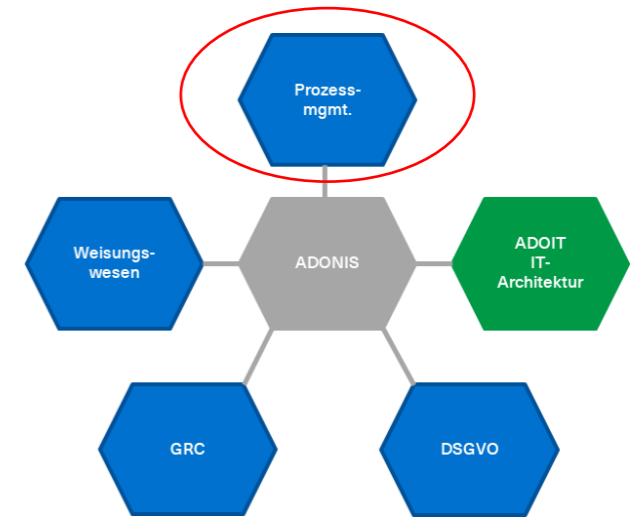 Prozess-
mgmt.
Weisungs-
wesen
ADONIS
ADOIT
IT-
Architektur
GRC
DSGVO